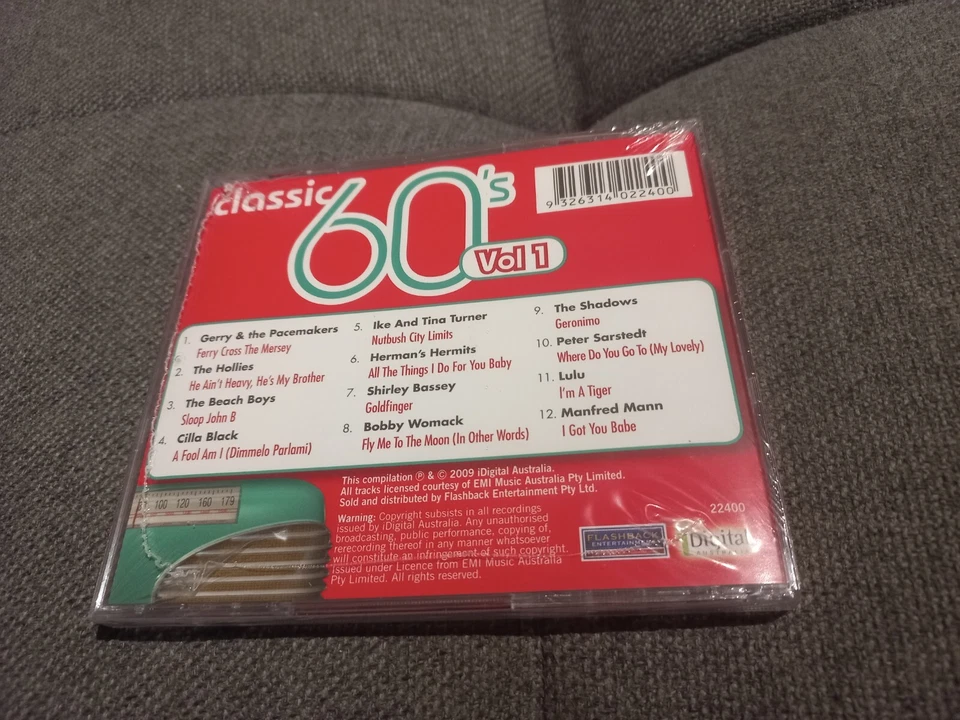 classic
60's
Vol 1
9 326314 022400
1. Gerry & the Pacemakers
Ferry Cross The Mersey
2. The Hollies
He Ain't Heavy, He's My Brother
3. The Beach Boys
Sloop John B
4. Cilla Black
A Fool Am I (Dimmelo Parlami)
5. Ike And Tina Turner
Nutbush City Limits
6. Herman's Hermits
All The Things I Do For You Baby
7. Shirley Bassey
Goldfinger
8. Bobby Womack
Fly Me To The Moon (In Other Words)
9. The Shadows
Geronimo
10. Peter Sarstedt
Where Do You Go To (My Lovely)
11. Lulu
I'm A Tiger
12. Manfred Mann
I Got You Babe
This compilation ℗ & © 2009 iDigital Australia.
All tracks licensed courtesy of EMI Music Australia Pty Limited.
Sold and distributed by Flashback Entertainment Pty Ltd.
Warning: Copyright subsists in all recordings
issued by iDigital Australia. Any unauthorised
broadcasting, public performance, copying of,
rerecording thereof in any manner whatsoever
will constitute an infringement of such copyright.
Issued under Licence from EMI Music Australia
Pty Limited. All rights reserved.
100 120 160 179
22400
FLASHBACK
ENTERTAINMENT
iDigital
AUSTRALIA